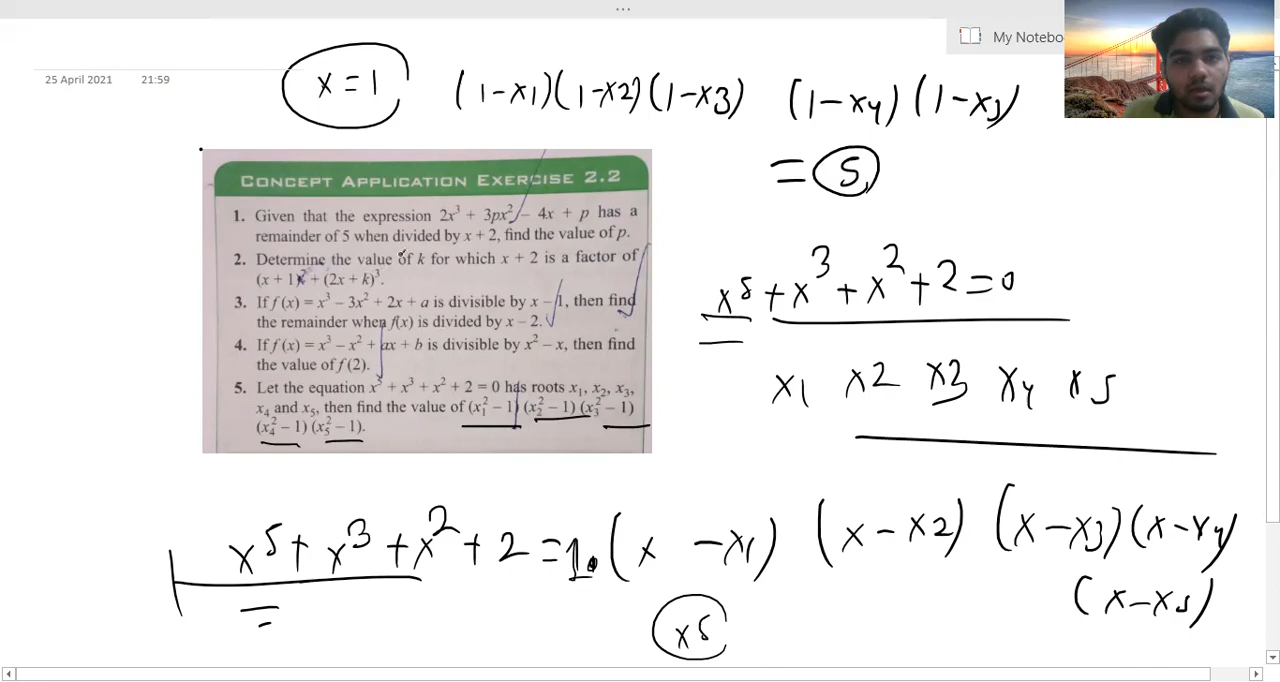 ...
My Notebo
25 April 2021 21:59
x = 1 (1-x1)(1-x2)(1-x3) (1-x4)(1-x5)
= 5
CONCEPT APPLICATION EXERCISE 2.2
1. Given that the expression 2x³ + 3px² – 4x + p has a
remainder of 5 when divided by x + 2, find the value of p.
2. Determine the value of k for which x + 2 is a factor of
(x + 1)⁷ + (2x + k)³.
3. If f(x) = x³ – 3x² + 2x + a is divisible by x – 1, then find
the remainder when f(x) is divided by x – 2.
4. If f(x) = x³ – x² + ax + b is divisible by x² – x, then find
the value of f(2).
5. Let the equation x⁵ + x³ + x² + 2 = 0 has roots x₁, x₂, x₃,
x₄ and x₅, then find the value of (x₁² – 1) (x₂² – 1) (x₃² – 1)
(x₄² – 1) (x₅² – 1).
x⁵ + x³ + x² + 2 = 0
x1 x2 x3 x4 x5
x⁵ + x³ + x² + 2 = 1.(x - x1) (x - x2) (x - x3)(x - x4)
(x - x5)
x⁵